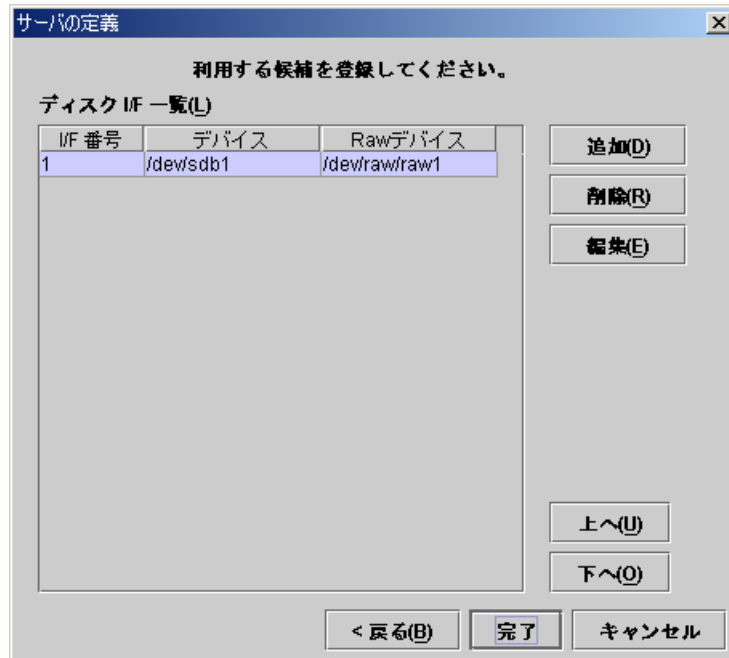 サーバの定義
利用する候補を登録してください。
ディスク I/F 一覧(L)
I/F 番号 デバイス Rawデバイス
1 /dev/sdb1 /dev/raw/raw1
追加(D)
削除(R)
編集(E)
上へ(U)
下へ(O)
< 戻る(B) 完了 キャンセル